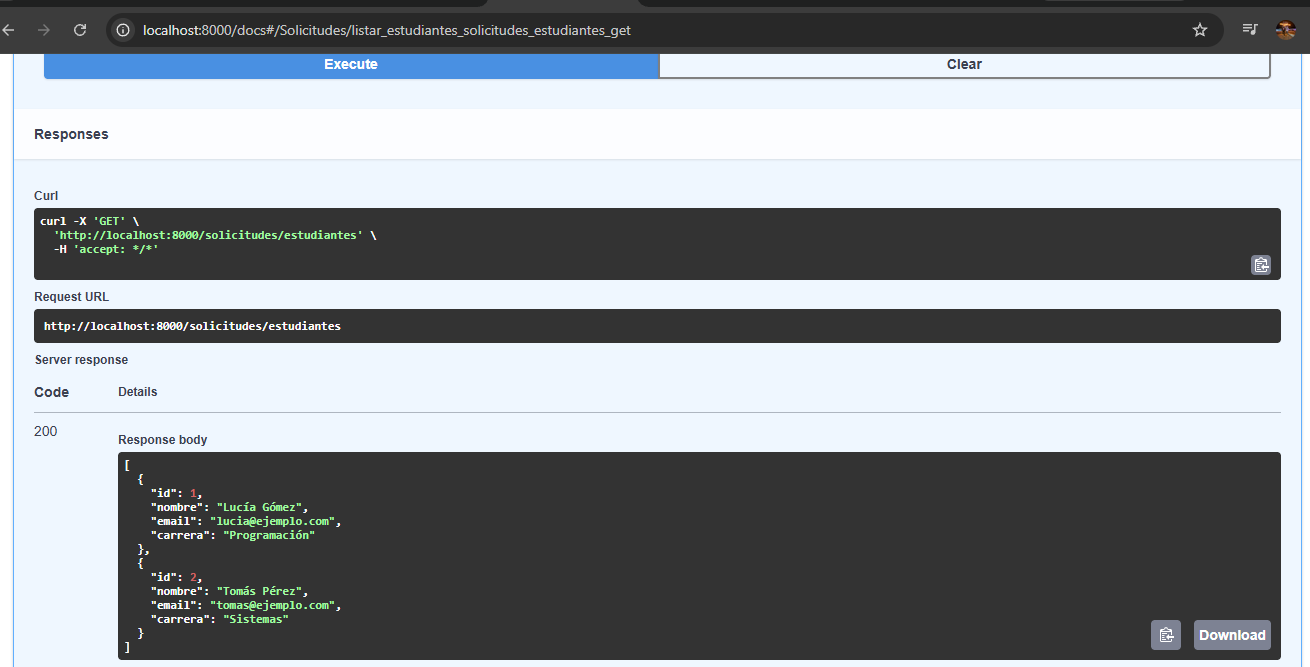 localhost:8000/docs#/Solicitudes/listar_estudiantes_solicitudes_estudiantes_get
Execute
Clear
Responses
Curl
curl -X 'GET' \
  'http://localhost:8000/solicitudes/estudiantes' \
  -H 'accept: */*'
Request URL
http://localhost:8000/solicitudes/estudiantes
Server response
Code
Details
200
Response body
[
  {
    "id": 1,
    "nombre": "Lucía Gómez",
    "email": "lucia@ejemplo.com",
    "carrera": "Programación"
  },
  {
    "id": 2,
    "nombre": "Tomás Pérez",
    "email": "tomas@ejemplo.com",
    "carrera": "Sistemas"
  }
]
Download